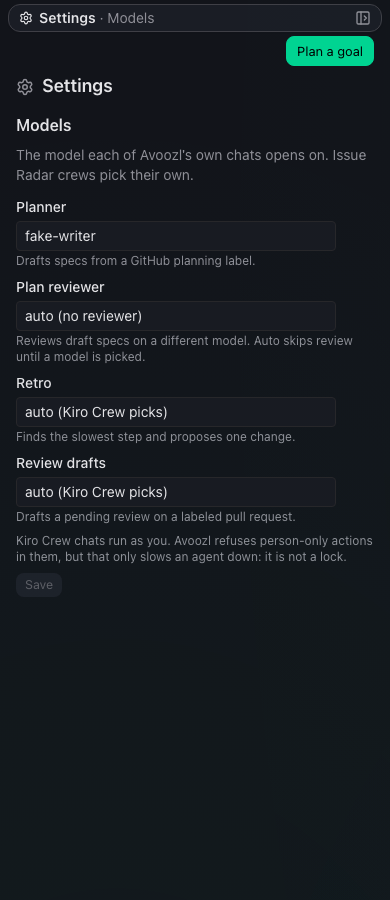 Settings · Models
Plan a goal
Settings
Models
The model each of Avoozl's own chats opens on. Issue
Radar crews pick their own.
Planner
fake-writer
Drafts specs from a GitHub planning label.
Plan reviewer
auto (no reviewer)
Reviews draft specs on a different model. Auto skips review
until a model is picked.
Retro
auto (Kiro Crew picks)
Finds the slowest step and proposes one change.
Review drafts
auto (Kiro Crew picks)
Drafts a pending review on a labeled pull request.
Kiro Crew chats run as you. Avoozl refuses person-only actions
in them, but that only slows an agent down: it is not a lock.
Save